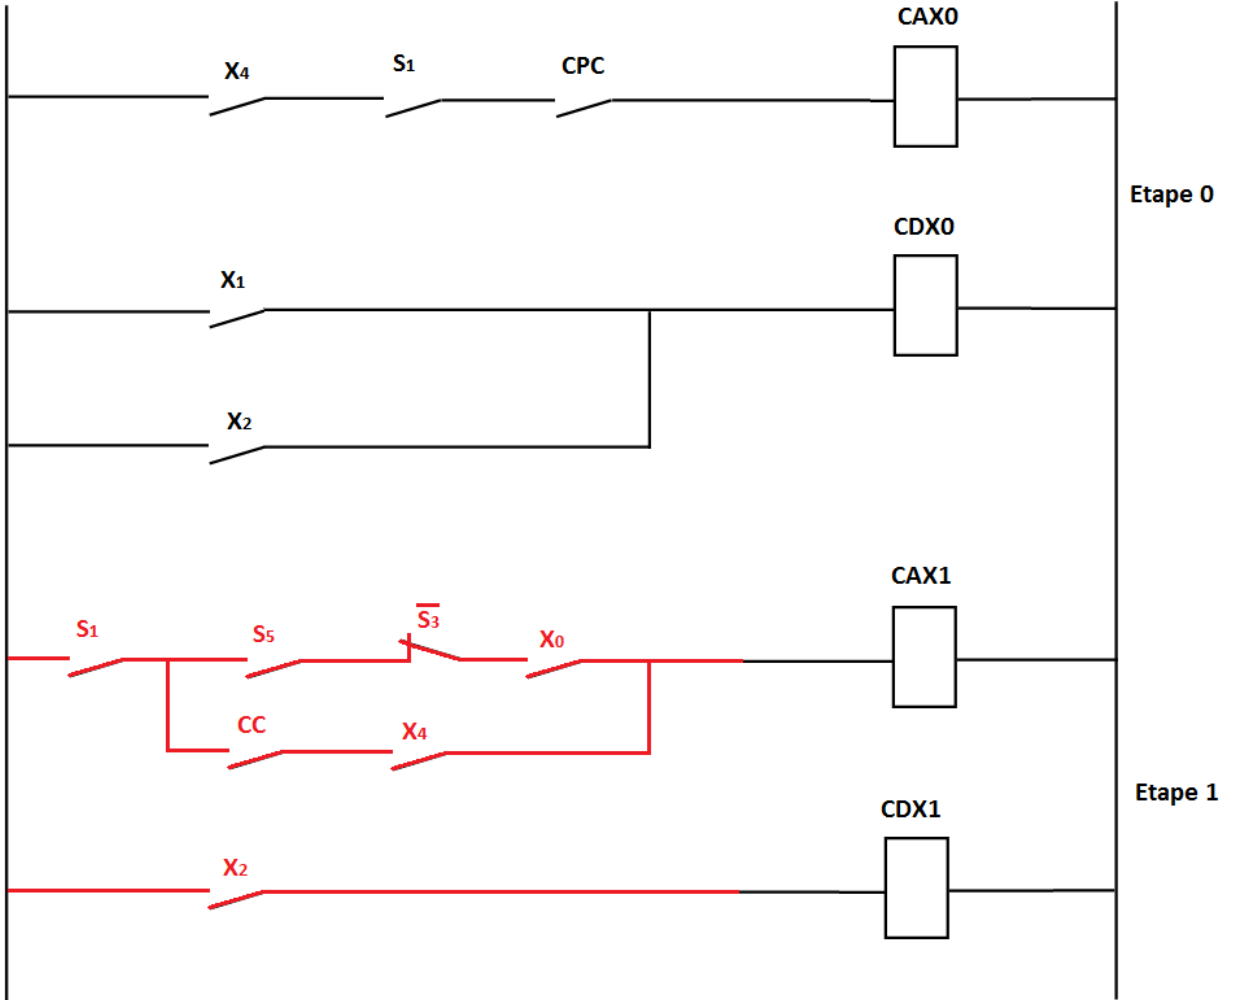 CAX0
X4 S1 CPC
Etape 0
CDX0
X1
X2
CAX1
S1 S5 S̅3̅ X0
CC X4
Etape 1
CDX1
X2